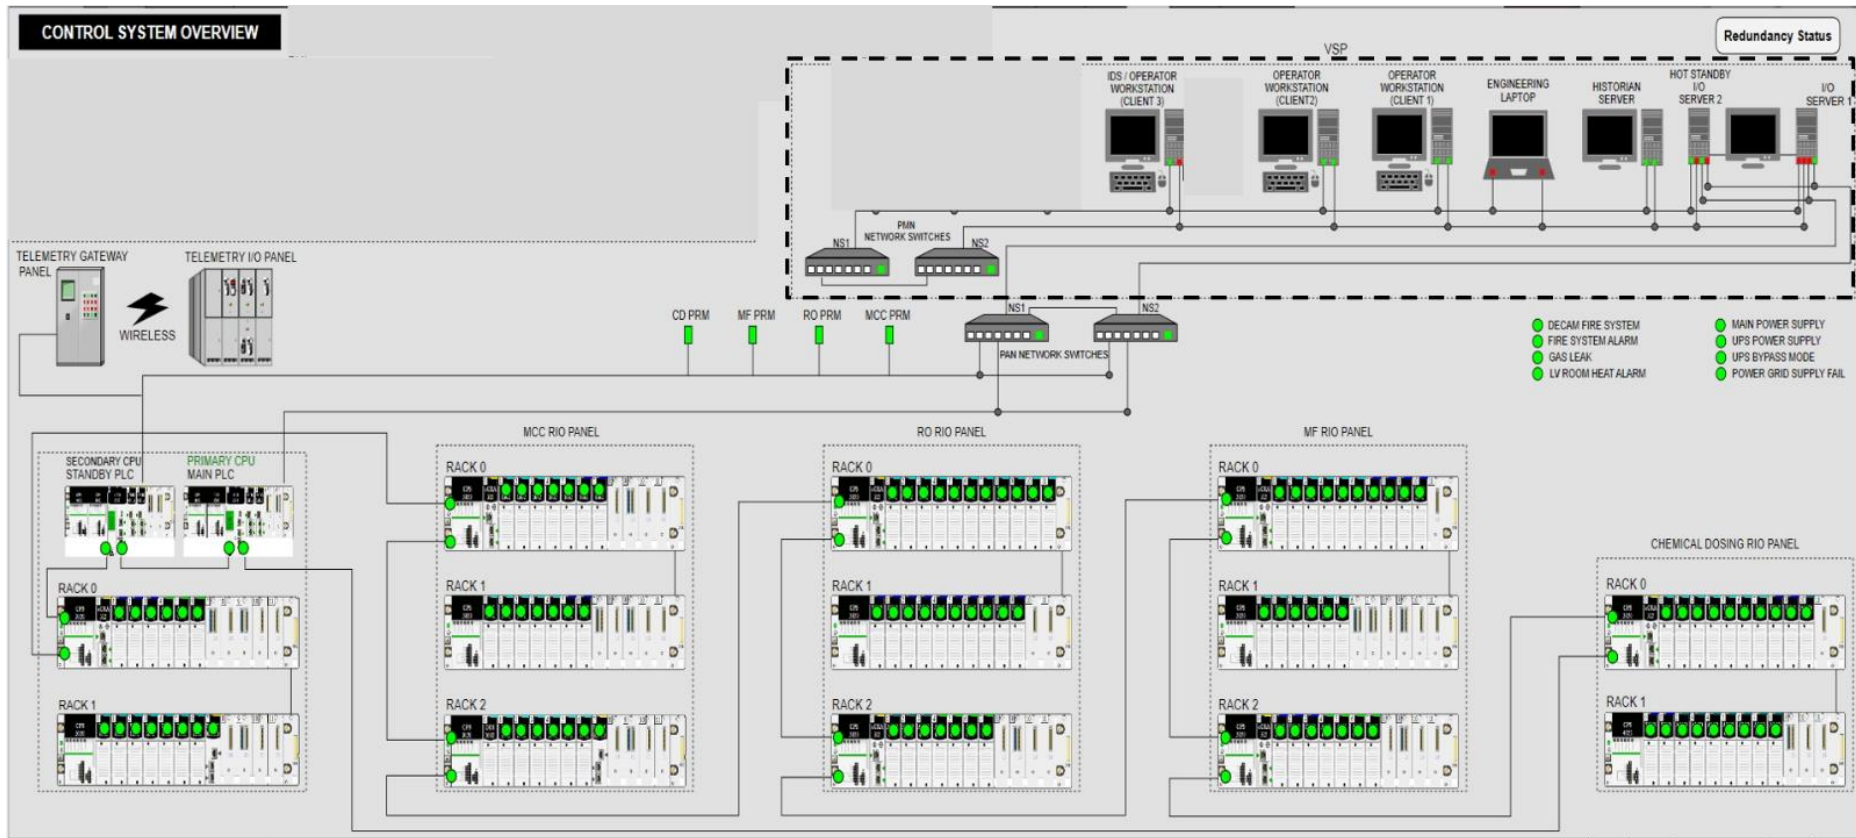 CONTROL SYSTEM OVERVIEW
Redundancy Status
VSP
IDS / OPERATOR
WORKSTATION
(CLIENT 3)
OPERATOR
WORKSTATION
(CLIENT2)
OPERATOR
WORKSTATION
(CLIENT 1)
ENGINEERING
LAPTOP
HISTORIAN
SERVER
HOT STANDBY
I/O
SERVER 2
I/O
SERVER 1
PMN
NETWORK SWITCHES
NS1
NS2
TELEMETRY GATEWAY
PANEL
TELEMETRY I/O PANEL
WIRELESS
CD PRM
MF PRM
RO PRM
MCC PRM
NS1
NS2
PAN NETWORK SWITCHES
DECAM FIRE SYSTEM
FIRE SYSTEM ALARM
GAS LEAK
LV ROOM HEAT ALARM
MAIN POWER SUPPLY
UPS POWER SUPPLY
UPS BYPASS MODE
POWER GRID SUPPLY FAIL
SECONDARY CPU
STANDBY PLC
PRIMARY CPU
MAIN PLC
RACK 0
RACK 1
MCC RIO PANEL
RACK 0
RACK 1
RACK 2
RO RIO PANEL
RACK 0
RACK 1
RACK 2
MF RIO PANEL
RACK 0
RACK 1
RACK 2
CHEMICAL DOSING RIO PANEL
RACK 0
RACK 1